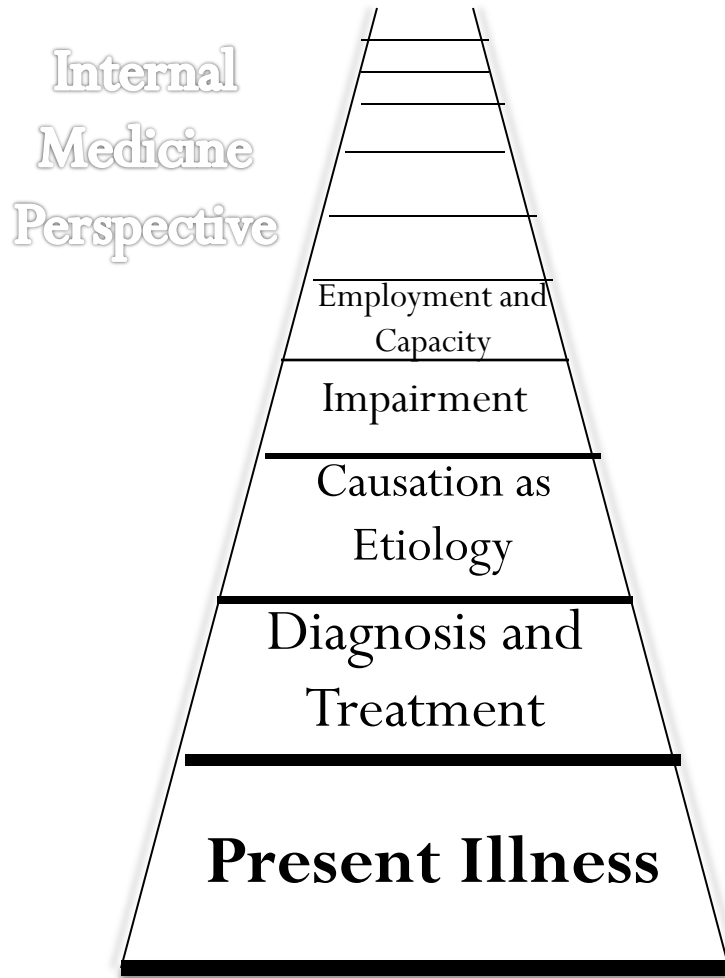 Internal
Medicine
Perspective
Employment and
Capacity
Impairment
Causation as
Etiology
Diagnosis and
Treatment
Present Illness